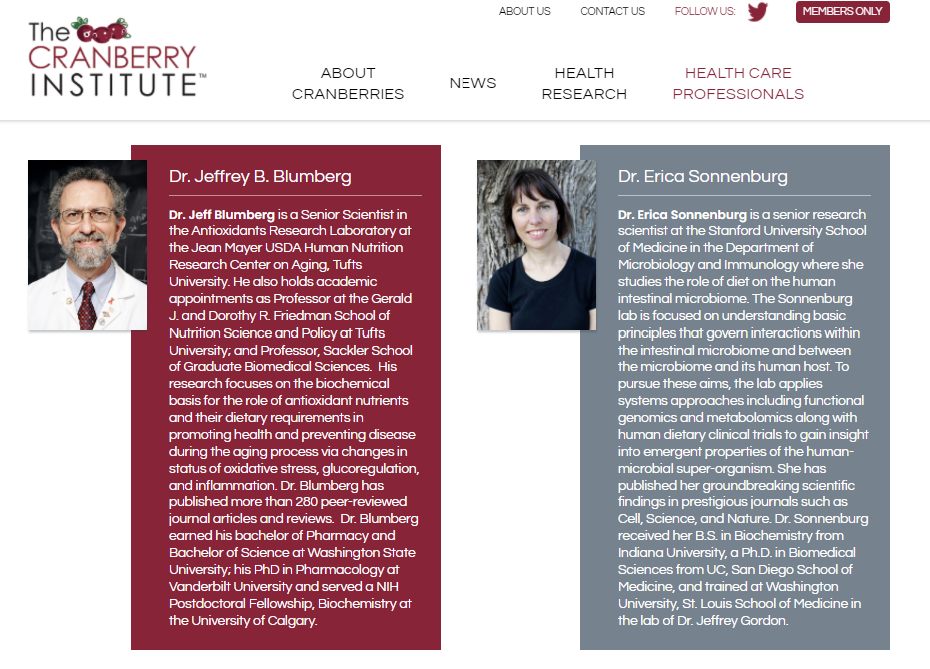 ABOUT US
CONTACT US
FOLLOW US:
MEMBERS ONLY
The
CRANBERRY
INSTITUTE™
ABOUT
CRANBERRIES
NEWS
HEALTH
RESEARCH
HEALTH CARE
PROFESSIONALS
Dr. Jeffrey B. Blumberg
Dr. Jeff Blumberg is a Senior Scientist in
the Antioxidants Research Laboratory at
the Jean Mayer USDA Human Nutrition
Research Center on Aging, Tufts
University. He also holds academic
appointments as Professor at the Gerald
J. and Dorothy R. Friedman School of
Nutrition Science and Policy at Tufts
University; and Professor, Sackler School
of Graduate Biomedical Sciences.  His
research focuses on the biochemical
basis for the role of antioxidant nutrients
and their dietary requirements in
promoting health and preventing disease
during the aging process via changes in
status of oxidative stress, glucoregulation,
and inflammation. Dr. Blumberg has
published more than 280 peer-reviewed
journal articles and reviews.  Dr. Blumberg
earned his bachelor of Pharmacy and
Bachelor of Science at Washington State
University; his PhD in Pharmacology at
Vanderbilt University and served a NIH
Postdoctoral Fellowship, Biochemistry at
the University of Calgary.
Dr. Erica Sonnenburg
Dr. Erica Sonnenburg is a senior research
scientist at the Stanford University School
of Medicine in the Department of
Microbiology and Immunology where she
studies the role of diet on the human
intestinal microbiome. The Sonnenburg
lab is focused on understanding basic
principles that govern interactions within
the intestinal microbiome and between
the microbiome and its human host. To
pursue these aims, the lab applies
systems approaches including functional
genomics and metabolomics along with
human dietary clinical trials to gain insight
into emergent properties of the human-
microbial super-organism. She has
published her groundbreaking scientific
findings in prestigious journals such as
Cell, Science, and Nature. Dr. Sonnenburg
received her B.S. in Biochemistry from
Indiana University, a Ph.D. in Biomedical
Sciences from UC, San Diego School of
Medicine, and trained at Washington
University, St. Louis School of Medicine in
the lab of Dr. Jeffrey Gordon.